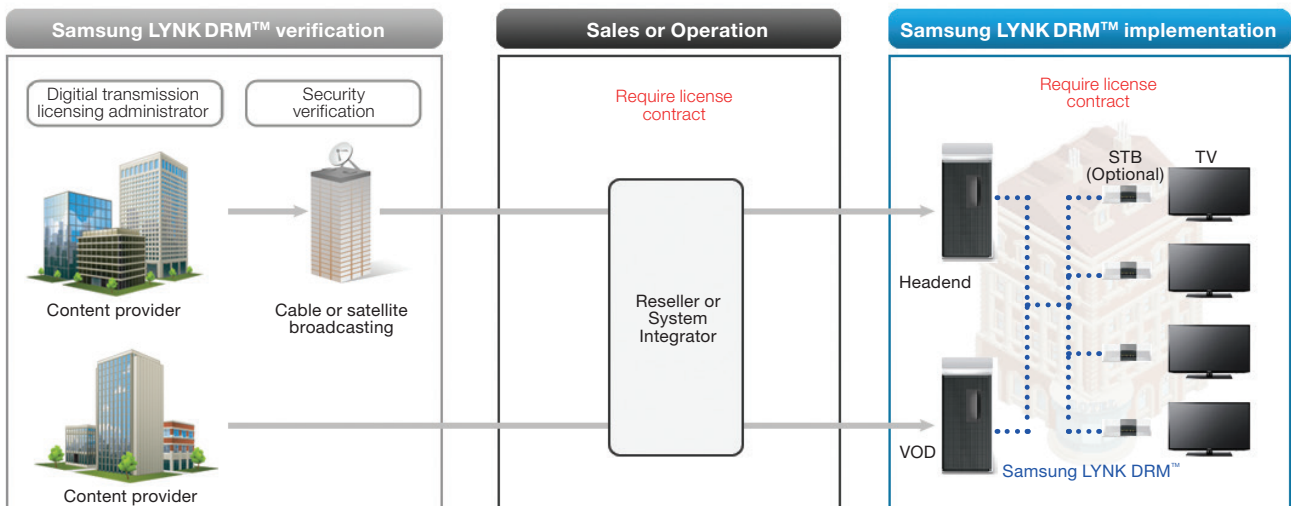 Samsung LYNK DRM™ verification
Digitial transmission
licensing administrator
Security
verification
Content provider
Cable or satellite
broadcasting
Content provider
Sales or Operation
Require license
contract
Reseller or
System
Integrator
Samsung LYNK DRM™ implementation
Require license
contract
STB
(Optional)
TV
Headend
VOD
Samsung LYNK DRM™